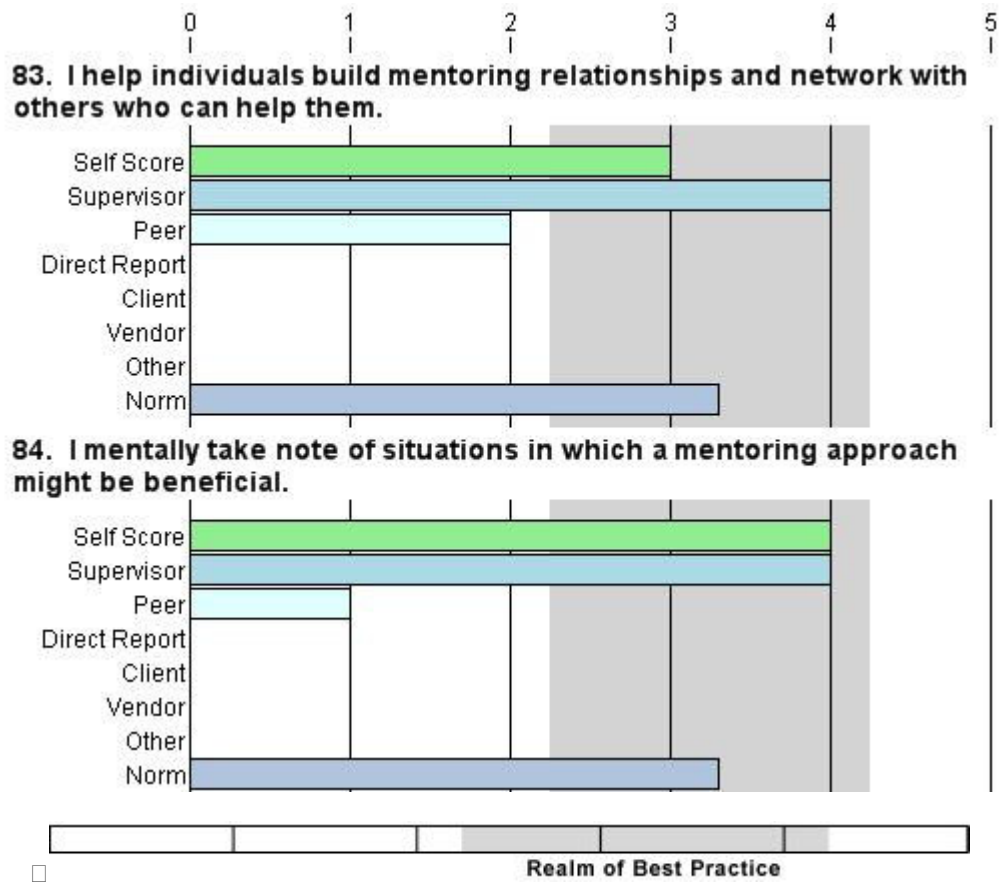 0 1 2 3 4 5
83. I help individuals build mentoring relationships and network with
others who can help them.
Self Score
Supervisor
Peer
Direct Report
Client
Vendor
Other
Norm
84. I mentally take note of situations in which a mentoring approach
might be beneficial.
Self Score
Supervisor
Peer
Direct Report
Client
Vendor
Other
Norm
Realm of Best Practice